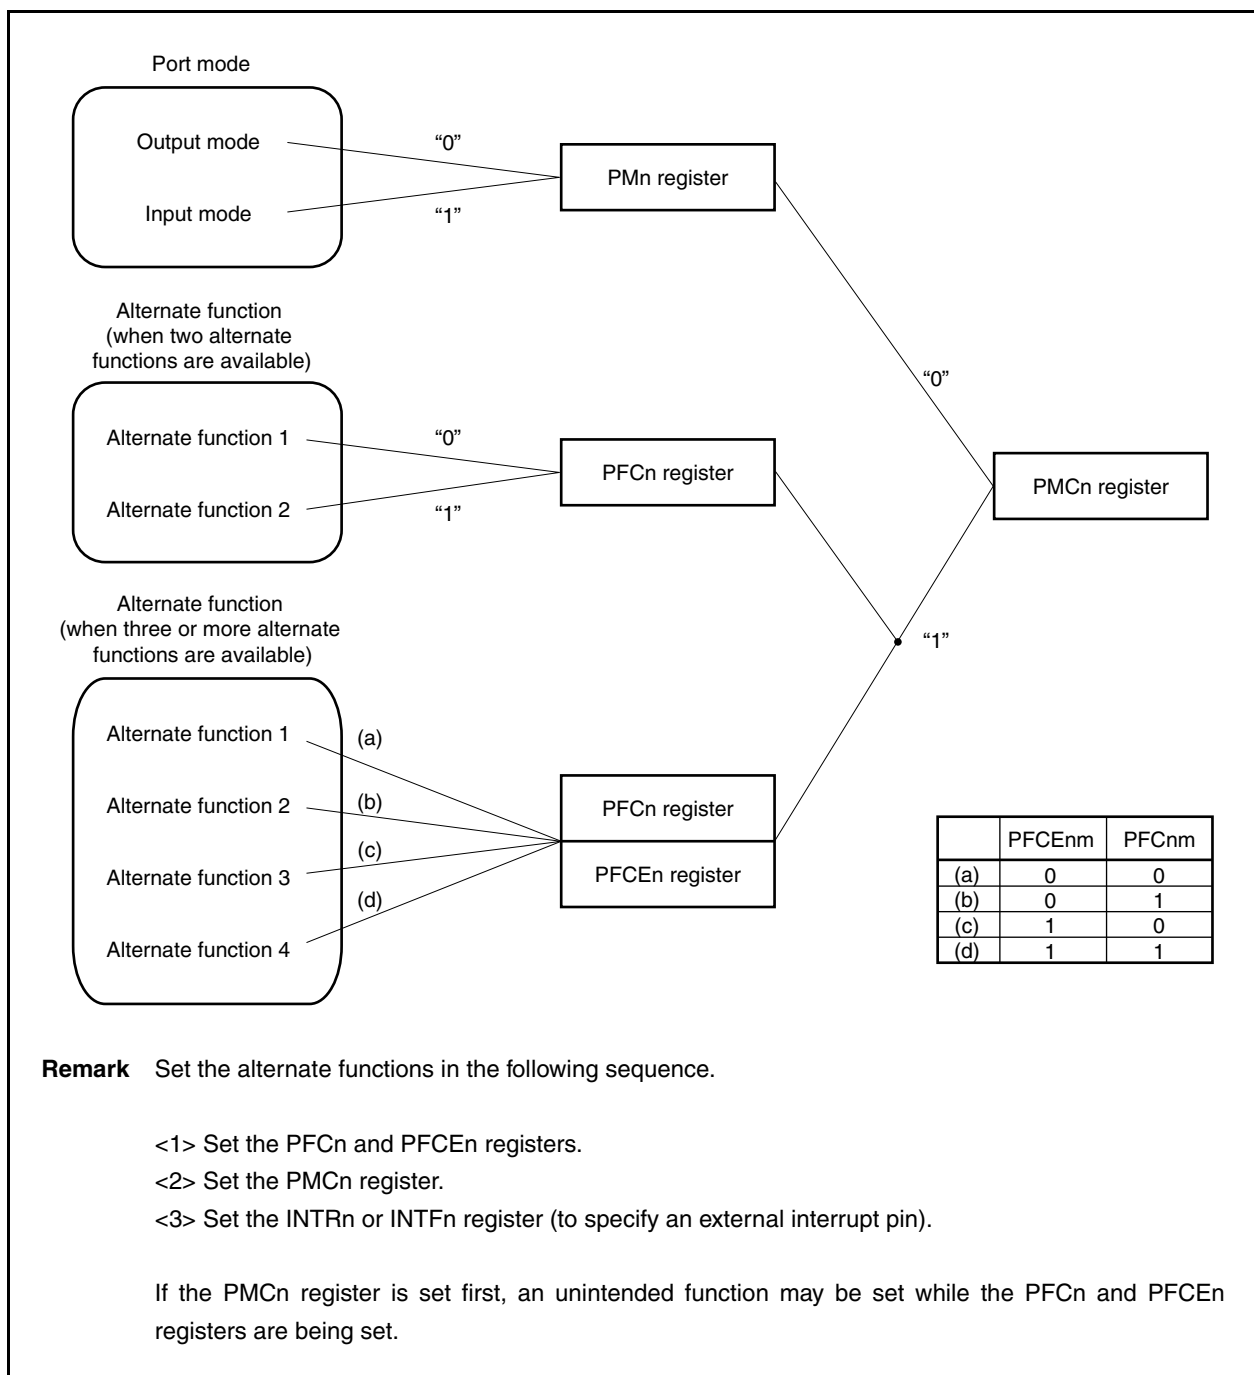 Port mode
Output mode
“0”
PMn register
Input mode
“1”
Alternate function
(when two alternate
functions are available)
“0”
Alternate function 1
“0”
PFCn register
PMCn register
Alternate function 2
“1”
Alternate function
(when three or more alternate
functions are available)
“1”
Alternate function 1
(a)
Alternate function 2
(b)
PFCn register
(c)
Alternate function 3
PFCEn register
(d)
Alternate function 4
PFCEnm PFCnm
(a) 0 0
(b) 0 1
(c) 1 0
(d) 1 1
Remark Set the alternate functions in the following sequence.
<1> Set the PFCn and PFCEn registers.
<2> Set the PMCn register.
<3> Set the INTRn or INTFn register (to specify an external interrupt pin).
If the PMCn register is set first, an unintended function may be set while the PFCn and PFCEn
registers are being set.